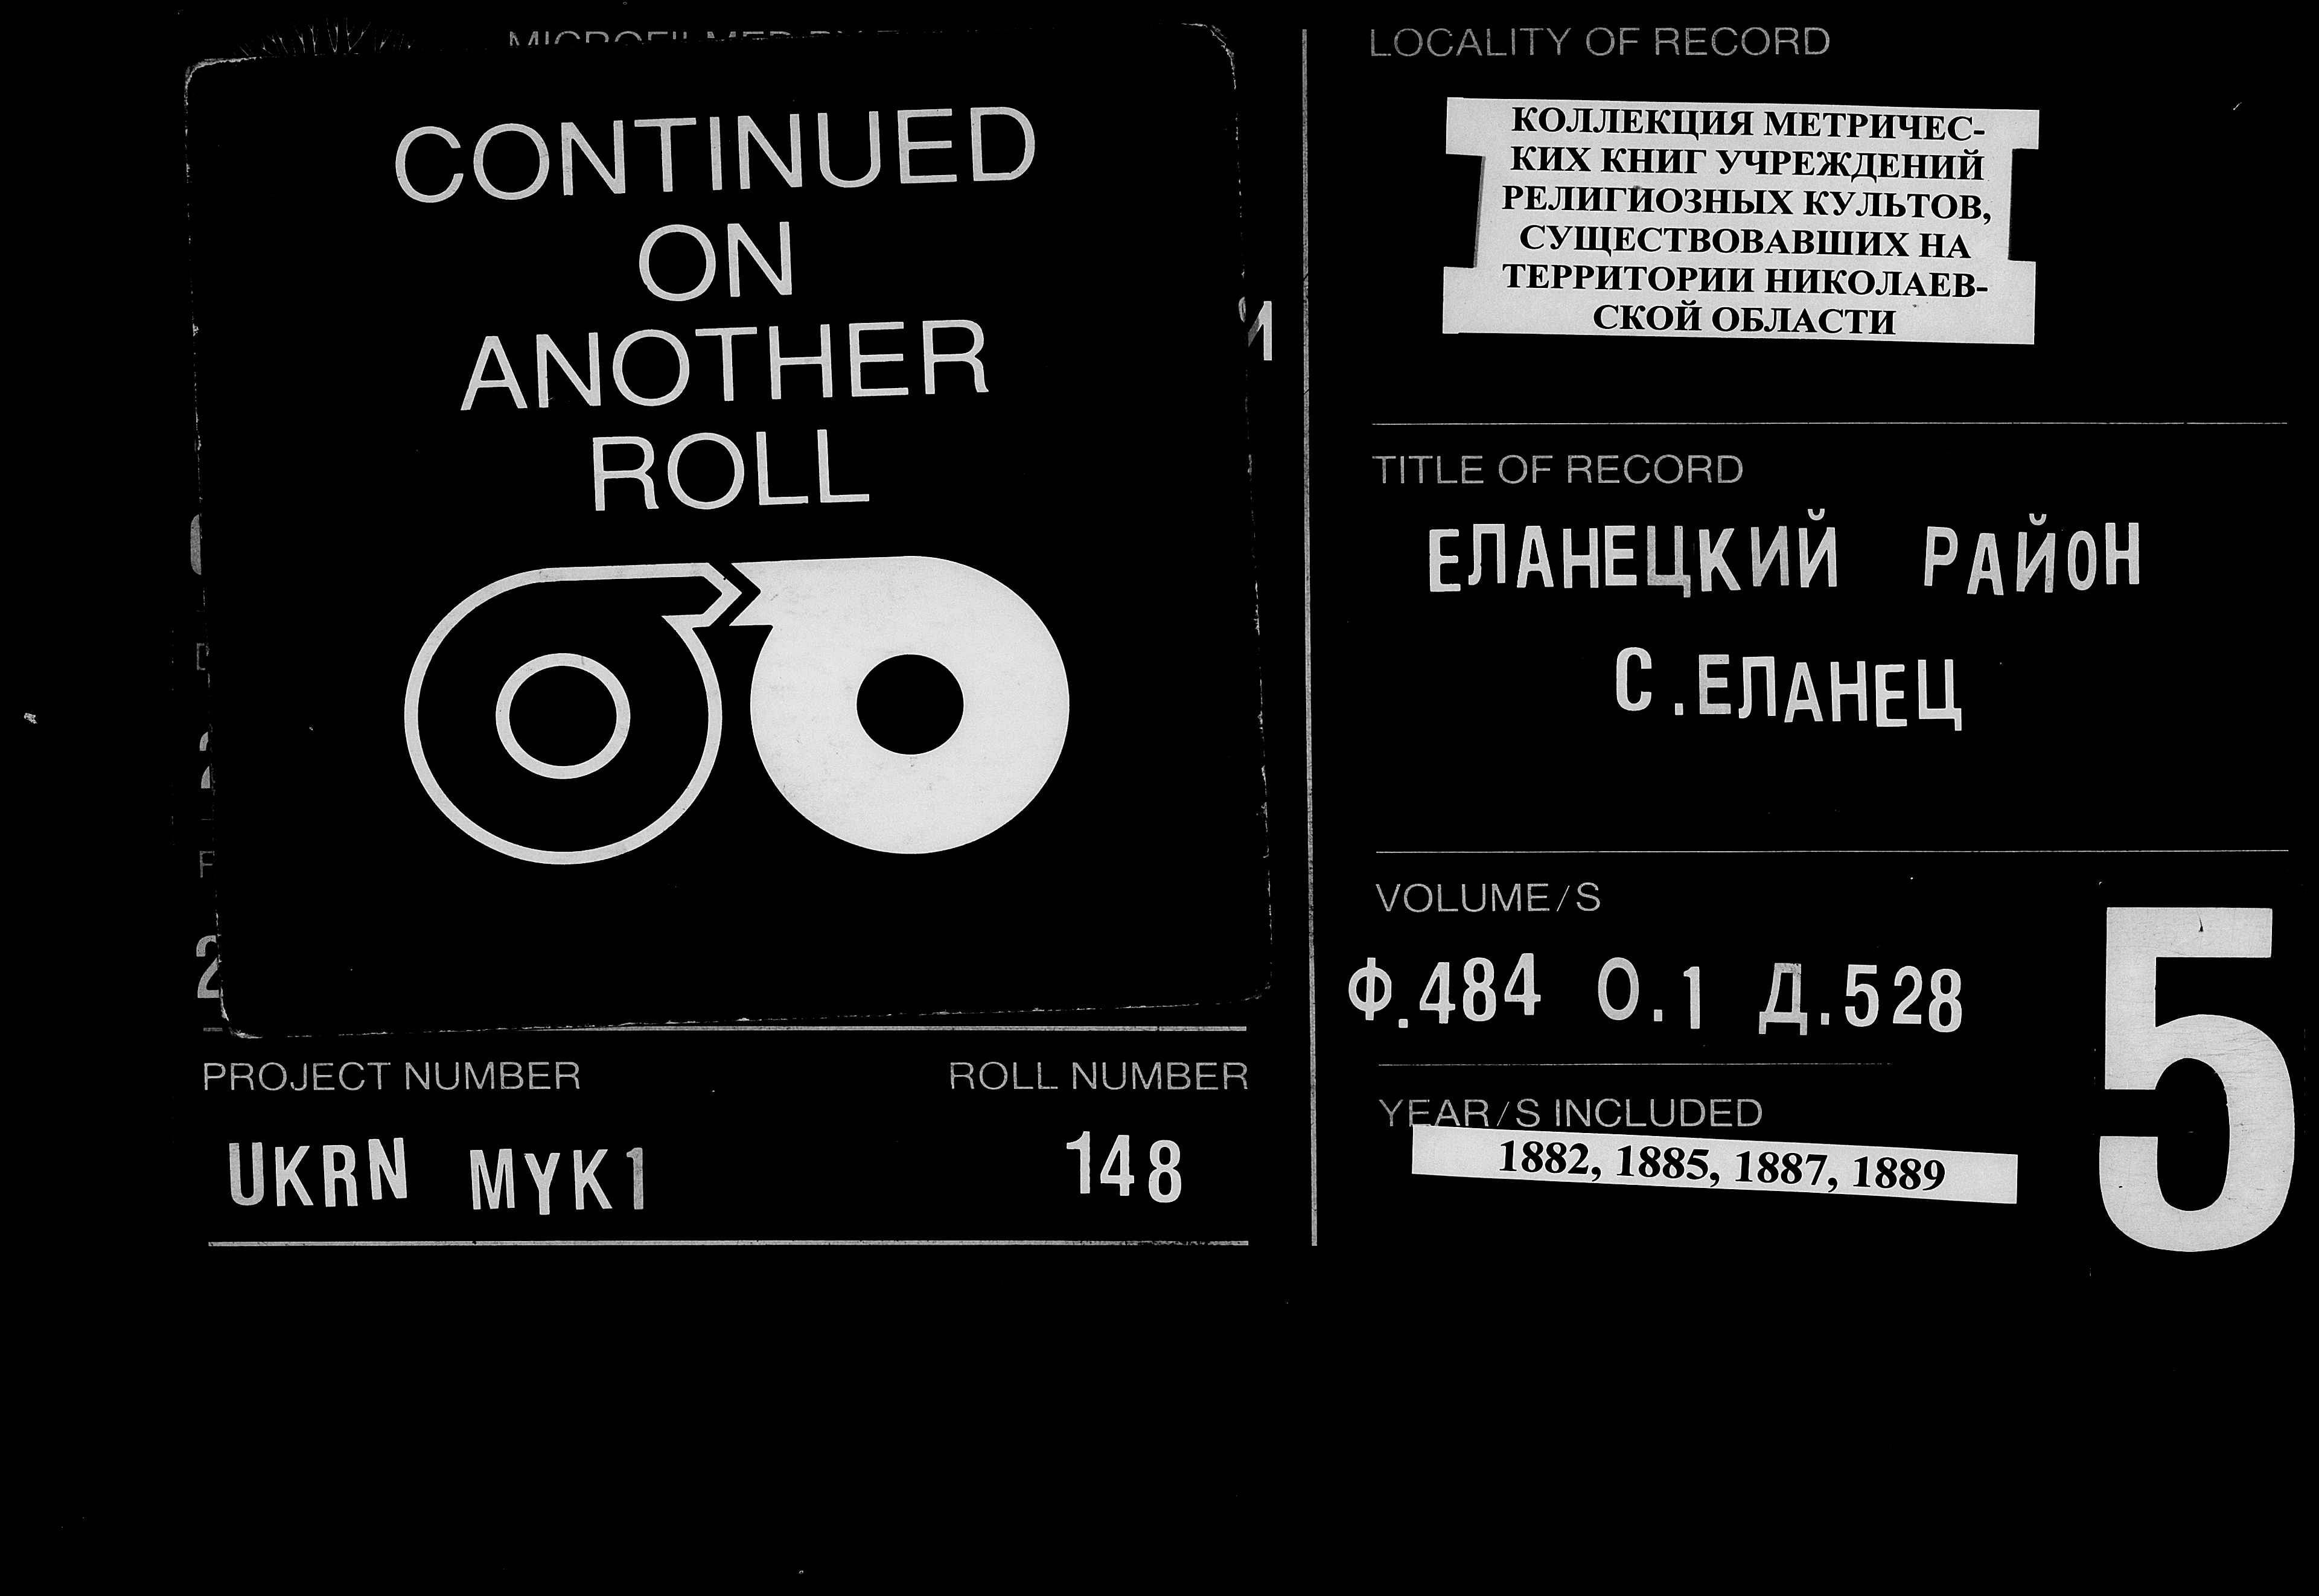 CONTINUED
ON
ANOTHER
ROLL
PROJECT NUMBER
ROLL NUMBER
UKRN MYK1
148
LOCALITY OF RECORD
КОЛЛЕКЦИЯ МЕТРИЧЕС-
КИХ КНИГ УЧРЕЖДЕНИЙ
РЕЛИГИОЗНЫХ КУЛЬТОВ,
СУЩЕСТВОВАВШИХ НА
ТЕРРИТОРИИ НИКОЛАЕВ-
СКОЙ ОБЛАСТИ
TITLE OF RECORD
ЕЛАНЕЦКИЙ РАЙОН
С.ЕЛАНЕЦ
VOLUME/S
Ф.484 О.1 Д.528
YEAR/S INCLUDED
1882, 1885, 1887, 1889
5